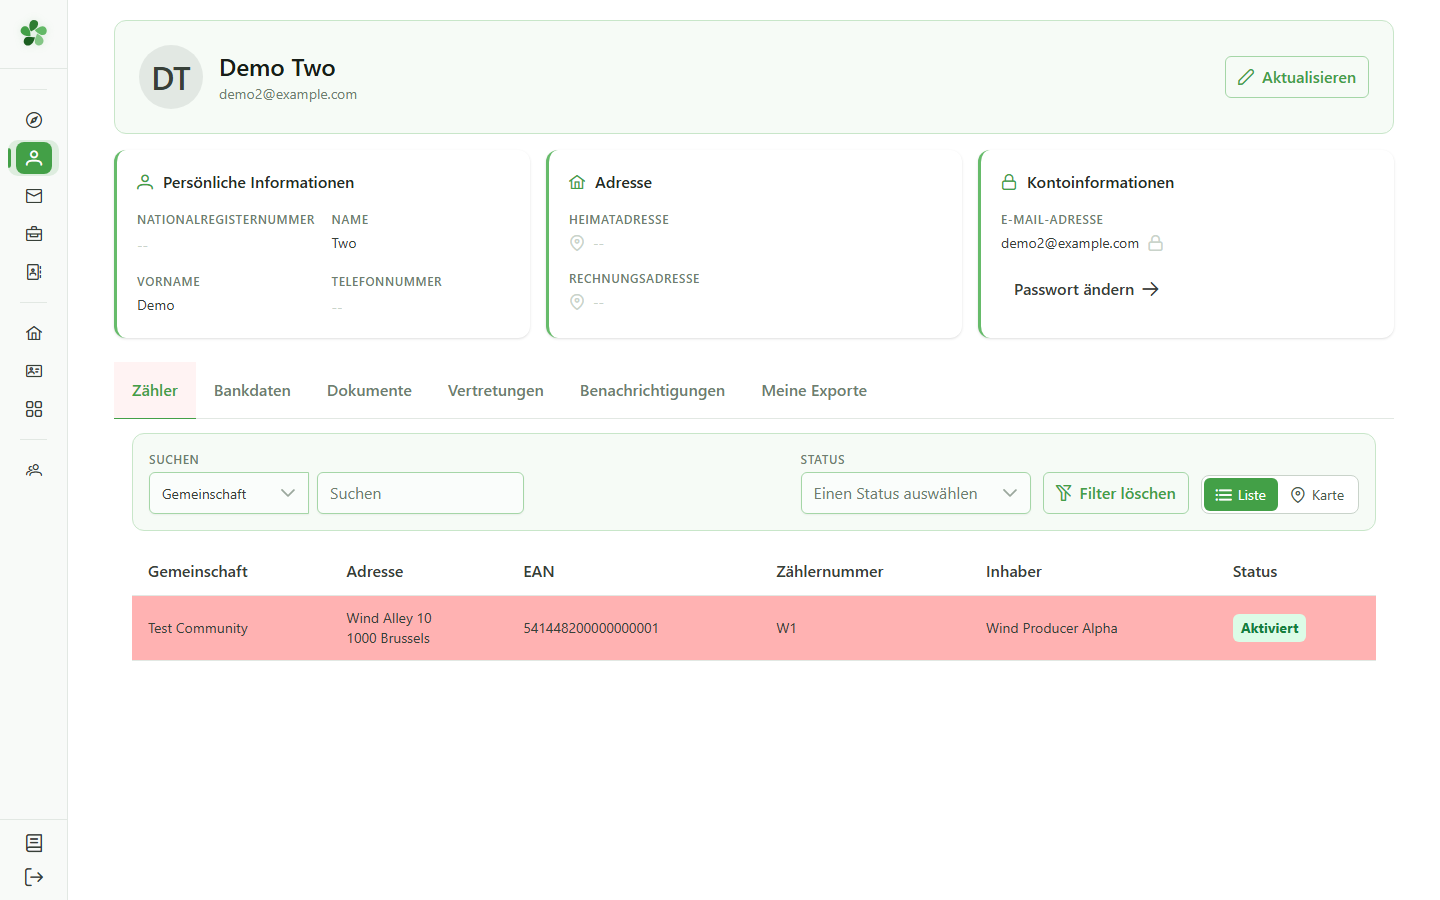 DT
Demo Two
demo2@example.com
Aktualisieren
Persönliche Informationen
NATIONALREGISTERNUMMER
--
NAME
Two
VORNAME
Demo
TELEFONNUMMER
--
Adresse
HEIMATADRESSE
--
RECHNUNGSADRESSE
--
Kontoinformationen
E-MAIL-ADRESSE
demo2@example.com
Passwort ändern
Zähler
Bankdaten
Dokumente
Vertretungen
Benachrichtigungen
Meine Exporte
SUCHEN
Gemeinschaft
Suchen
STATUS
Einen Status auswählen
Filter löschen
Liste
Karte
Gemeinschaft
Adresse
EAN
Zählernummer
Inhaber
Status
Test Community
Wind Alley 10
1000 Brussels
541448200000000001
W1
Wind Producer Alpha
Aktiviert